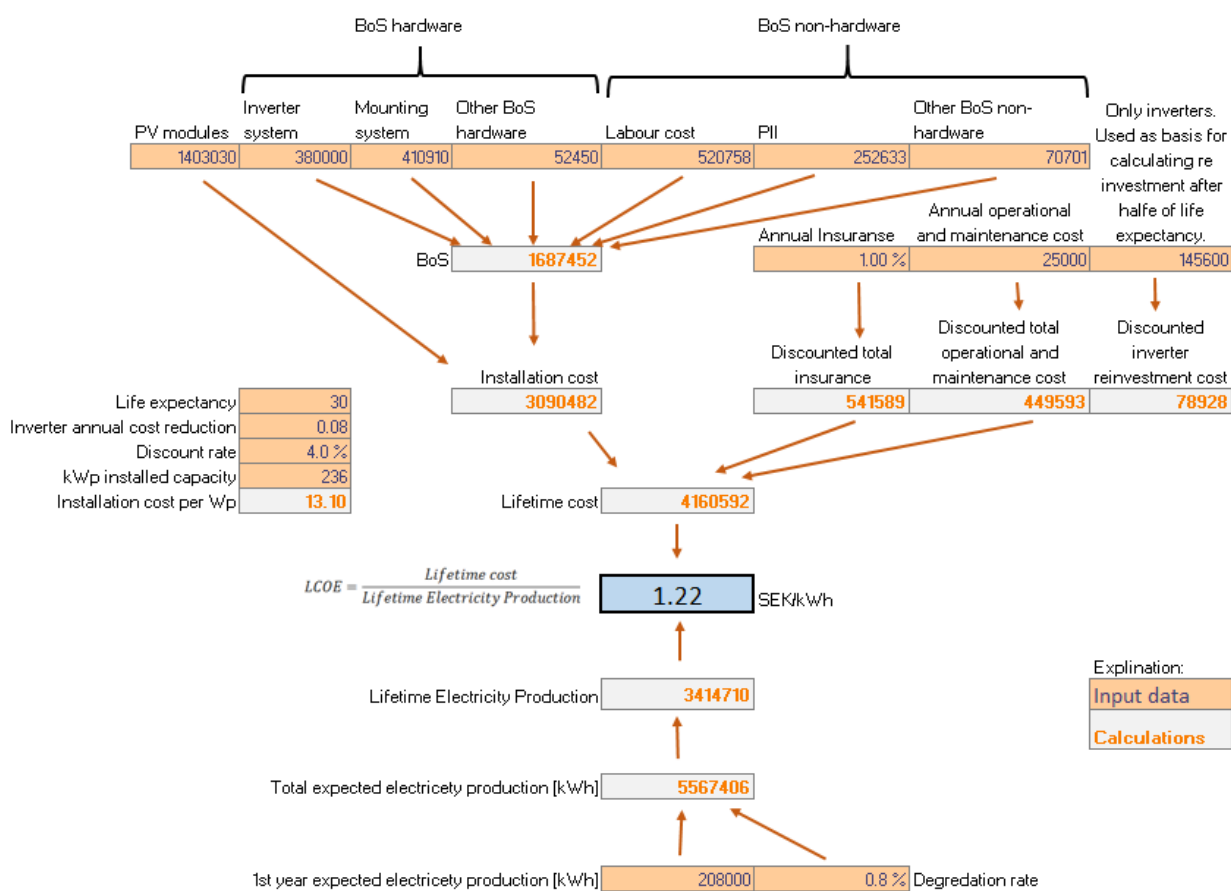 BoS hardware
BoS non-hardware
PV modules
Inverter
system
Mounting
system
Other BoS
hardware
Labour cost
PII
Other BoS non-
hardware
Only inverters.
Used as basis for
calculating re
investment after
halfe of life
expectancy.
1403030
380000
410910
52450
520758
252633
70701
BoS
1687452
Annual Insuranse
Annual operational
and maintenance cost
1.00 %
25000
145600
Installation cost
3090482
Discounted total
insurance
Discounted total
operational and
maintenance cost
Discounted
inverter
reinvestment cost
541589
449593
78928
Life expectancy 30
Inverter annual cost reduction 0.08
Discount rate 4.0 %
kWp installed capacity 236
Installation cost per Wp 13.10
Lifetime cost 4160592
LCOE = Lifetime cost
Lifetime Electricity Production
1.22 SEK/kWh
Lifetime Electricity Production 3414710
Explination:
Input data
Calculations
Total expected electricety production [kWh] 5567406
1st year expected electricety production [kWh] 208000 0.8 % Degredation rate